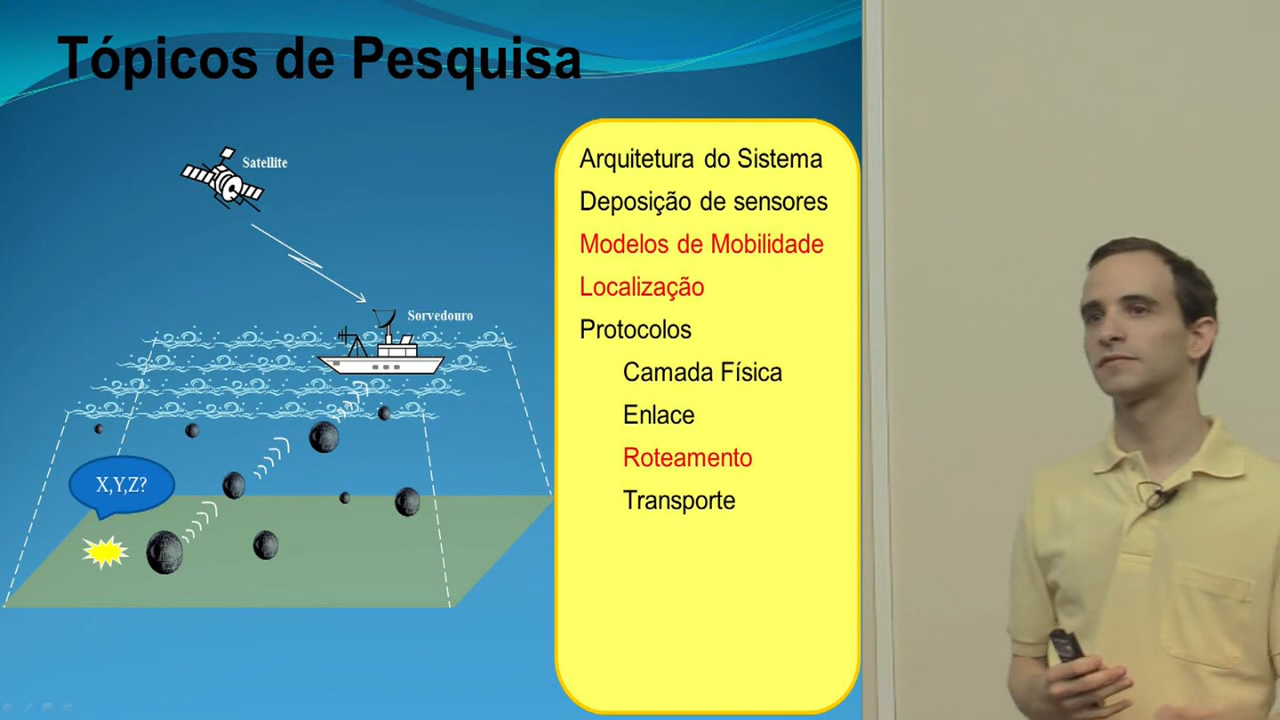 Tópicos de Pesquisa
Satellite
Sorvedouro
X,Y,Z?
Arquitetura do Sistema
Deposição de sensores
Modelos de Mobilidade
Localização
Protocolos
Camada Física
Enlace
Roteamento
Transporte